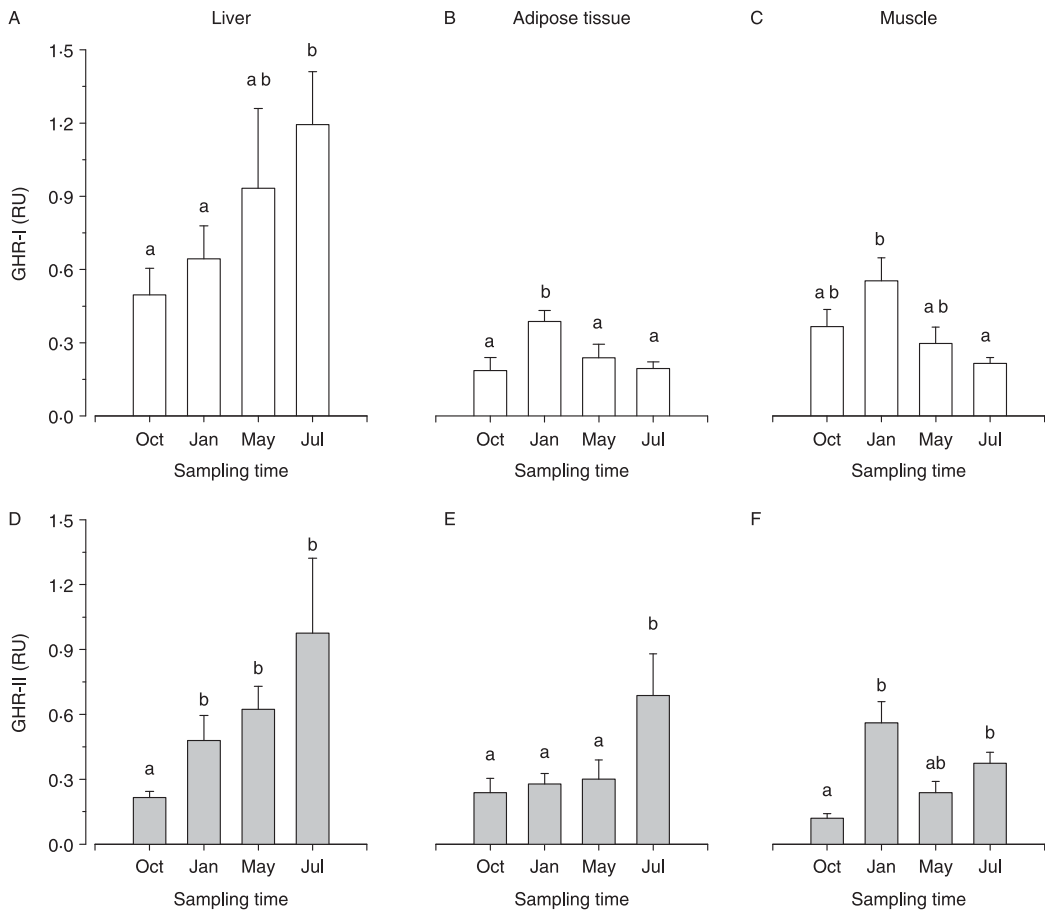 A Liver B Adipose tissue C Muscle
1·5
1·2
0·9
0·6
0·3
0·0
GHR-I (RU)
a a a b b
a b a a
a b b a b a
Oct Jan May Jul Oct Jan May Jul Oct Jan May Jul
Sampling time Sampling time Sampling time
D E F
1·5
1·2
0·9
0·6
0·3
0·0
GHR-II (RU)
a b b b
a a a b
a b ab b
Oct Jan May Jul Oct Jan May Jul Oct Jan May Jul
Sampling time Sampling time Sampling time